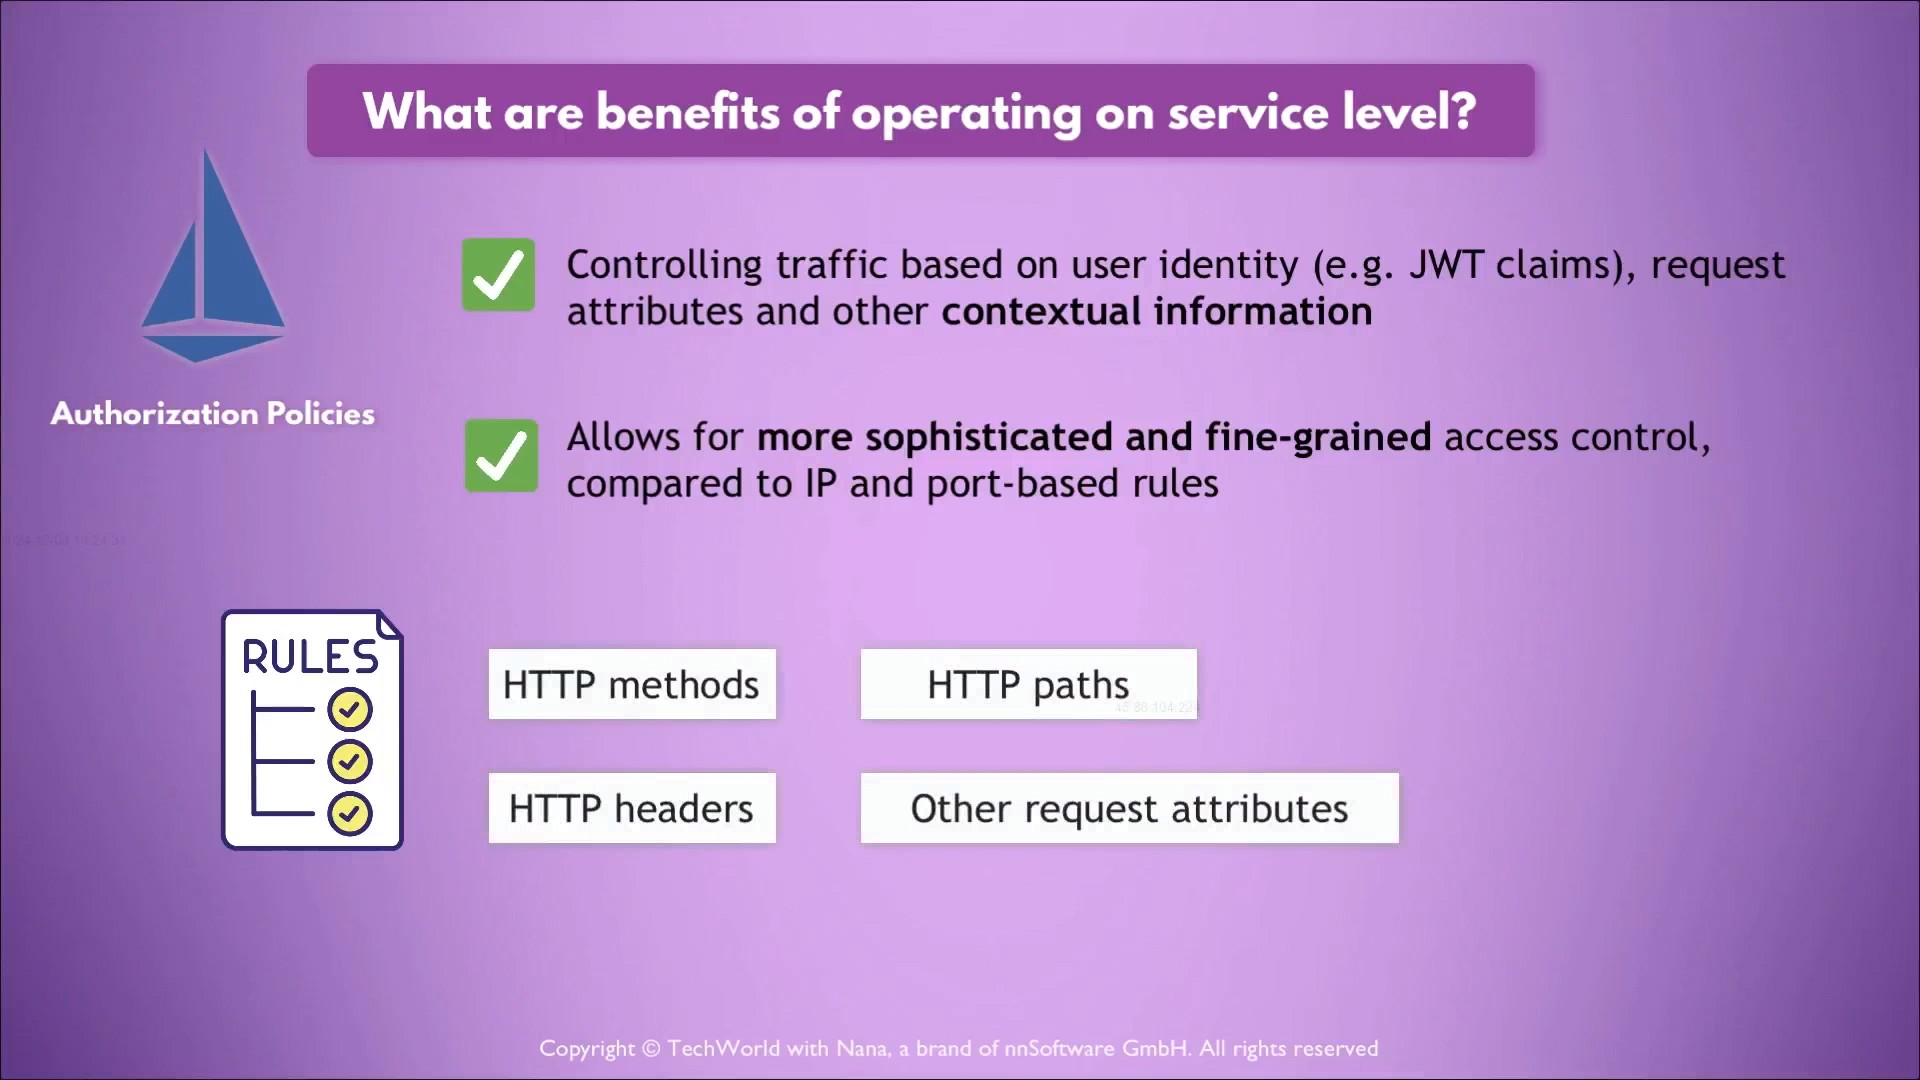 What are benefits of operating on service level?
Controlling traffic based on user identity (e.g. JWT claims), request
attributes and other contextual information
Authorization Policies
Allows for more sophisticated and fine-grained access control,
compared to IP and port-based rules
RULES
HTTP methods
HTTP paths
HTTP headers
Other request attributes
Copyright © TechWorld with Nana, a brand of nnSoftware GmbH. All rights reserved